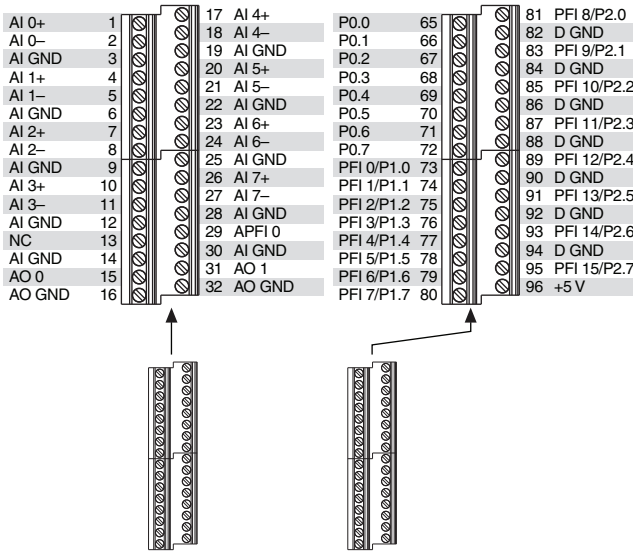 AI 0+ 1
AI 0– 2
AI GND 3
AI 1+ 4
AI 1– 5
AI GND 6
AI 2+ 7
AI 2– 8
AI GND 9
AI 3+ 10
AI 3– 11
AI GND 12
NC 13
AI GND 14
AO 0 15
AO GND 16
17 AI 4+
18 AI 4–
19 AI GND
20 AI 5+
21 AI 5–
22 AI GND
23 AI 6+
24 AI 6–
25 AI GND
26 AI 7+
27 AI 7–
28 AI GND
29 APFI 0
30 AI GND
31 AO 1
32 AO GND
P0.0 65
P0.1 66
P0.2 67
P0.3 68
P0.4 69
P0.5 70
P0.6 71
P0.7 72
PFI 0/P1.0 73
PFI 1/P1.1 74
PFI 2/P1.2 75
PFI 3/P1.3 76
PFI 4/P1.4 77
PFI 5/P1.5 78
PFI 6/P1.6 79
PFI 7/P1.7 80
81 PFI 8/P2.0
82 D GND
83 PFI 9/P2.1
84 D GND
85 PFI 10/P2.2
86 D GND
87 PFI 11/P2.3
88 D GND
89 PFI 12/P2.4
90 D GND
91 PFI 13/P2.5
92 D GND
93 PFI 14/P2.6
94 D GND
95 PFI 15/P2.7
96 +5 V